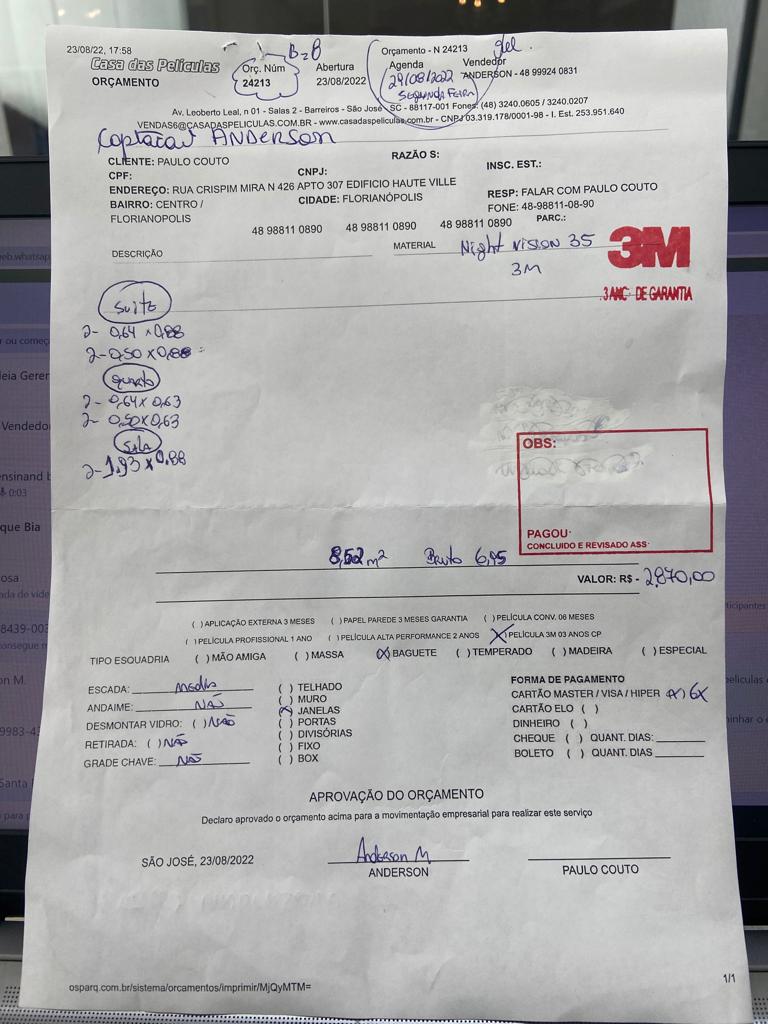 23/08/22, 17:58
B=B
Orçamento - N 24213
Casa das Películas
Orç. Núm
Abertura
Agenda
Vendedor
ORÇAMENTO
24213
23/08/2022
29/08/2022
ANDERSON - 48 99924 0831
SEGUNDA FEIRA
Av. Leoberto Leal, n 01 - Salas 2 - Barreiros - São José, SC - 88117-001 Fones: (48) 3240.0605 / 3240.0207
VENDAS6@CASADASPELICULAS.COM.BR - www.casadaspeliculas.com.br - CNPJ 03.319.178/0001-98 - I. Est. 253.951.640
Captacao ANDERSON
CLIENTE: PAULO COUTO
RAZÃO S:
CPF:
CNPJ:
INSC. EST.:
ENDEREÇO: RUA CRISPIM MIRA N 426 APTO 307 EDIFICIO HAUTE VILLE
BAIRRO: CENTRO /
CIDADE: FLORIANÓPOLIS
RESP: FALAR COM PAULO COUTO
FLORIANOPOLIS
FONE: 48-98811-08-90
48 98811 0890 48 98811 0890 48 98811 0890
PARC.:
DESCRIÇÃO
MATERIAL Night Vision 35
3M
3M
3 ANOS DE GARANTIA
Suite
2- 0,64 x 0,88
2- 0,50 x 0,88
Quarto
2- 0,64 x 0,63
2- 0,50 x 0,63
SALA
2- 1,93 x 0,88
OBS:
PAGOU:
CONCLUIDO E REVISADO ASS:
8,52 m² Bruto 6,95
VALOR: R$ - 2.870,00
( ) APLICAÇÃO EXTERNA 3 MESES ( ) PAPEL PAREDE 3 MESES GARANTIA ( ) PELÍCULA CONV. 06 MESES
( ) PELÍCULA PROFISSIONAL 1 ANO ( ) PELÍCULA ALTA PERFORMANCE 2 ANOS (X) PELÍCULA 3M 03 ANOS CP
TIPO ESQUADRIA ( ) MÃO AMIGA ( ) MASSA (X) BAGUETE ( ) TEMPERADO ( ) MADEIRA ( ) ESPECIAL
ESCADA: Media
ANDAIME: NÃO
DESMONTAR VIDRO: ( ) NÃO
RETIRADA: ( ) NÃO
GRADE CHAVE: NÃO
( ) TELHADO
( ) MURO
(X) JANELAS
( ) PORTAS
( ) DIVISÓRIAS
( ) FIXO
( ) BOX
FORMA DE PAGAMENTO
CARTÃO MASTER / VISA / HIPER (X) 6X
CARTÃO ELO ( )
DINHEIRO ( )
CHEQUE ( ) QUANT. DIAS:
BOLETO ( ) QUANT. DIAS
APROVAÇÃO DO ORÇAMENTO
Declaro aprovado o orçamento acima para a movimentação empresarial para realizar este serviço
SÃO JOSÉ, 23/08/2022
Anderson M
ANDERSON
PAULO COUTO
osparq.com.br/sistema/orcamentos/imprimir/MjQyMTM=
1/1